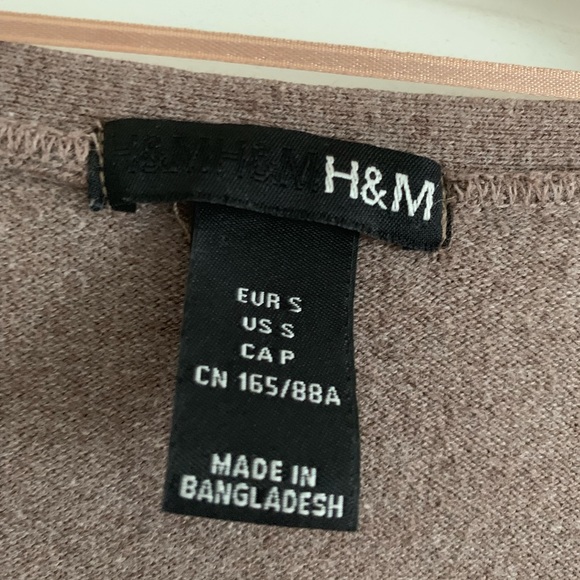 H&M H&M H&M
EUR S
US S
CA P
CN 165/88A
MADE IN
BANGLADESH